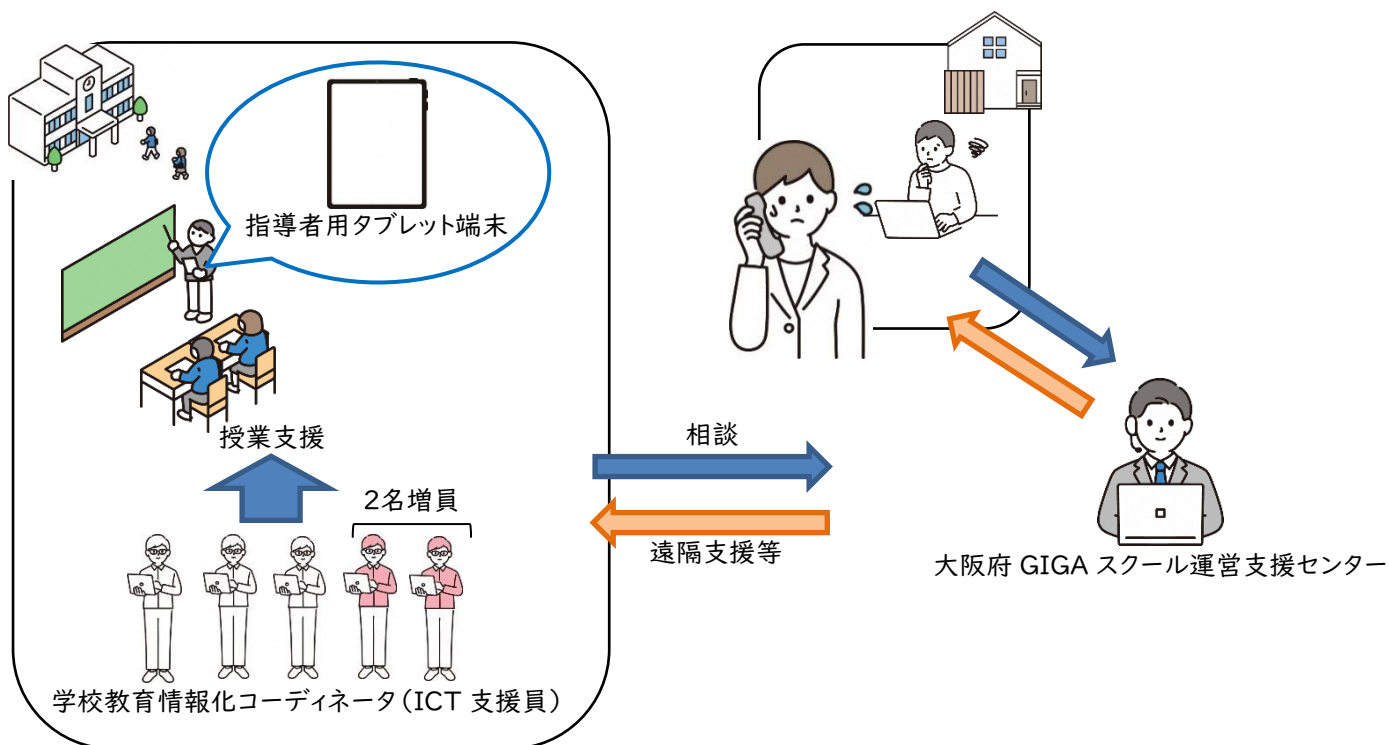 指導者用タブレット端末
授業支援
2名増員
学校教育情報化コーディネータ(ICT 支援員)
相談
遠隔支援等
大阪府 GIGA スクール運営支援センター